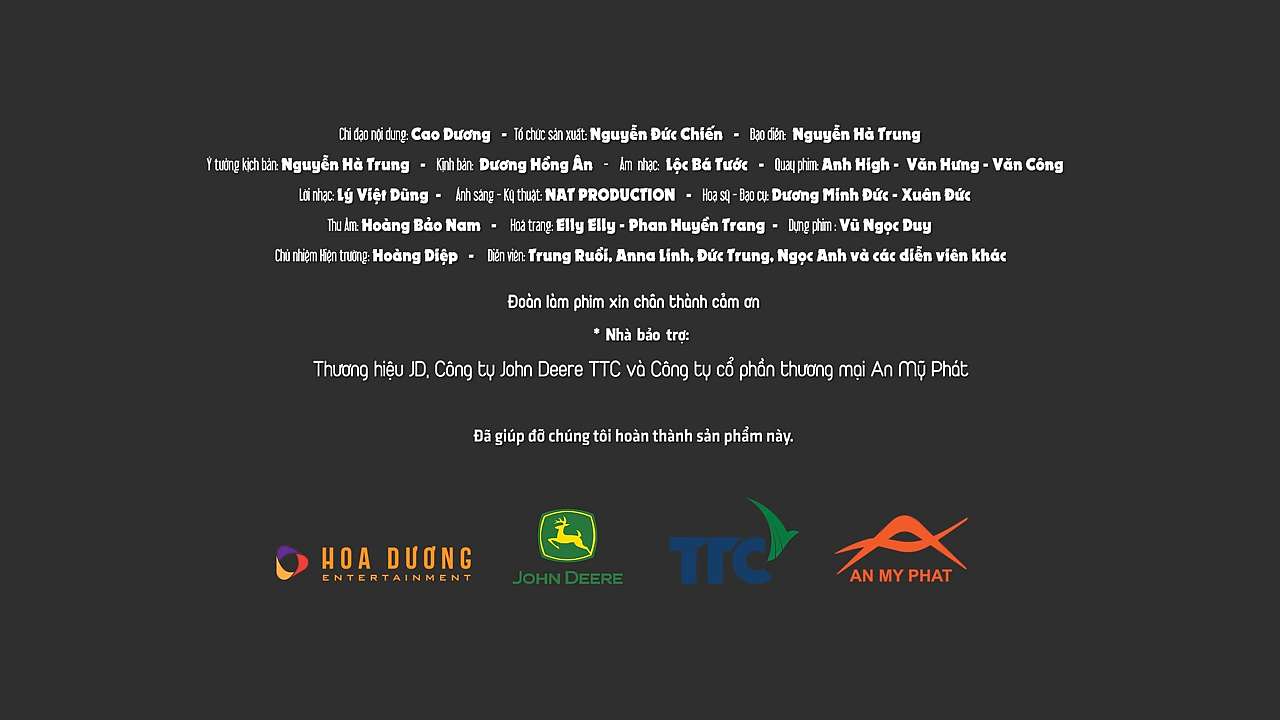 Chỉ đạo nội dung: Cao Dương - Tổ chức sản xuất: Nguyễn Đức Chiến - Đạo diễn: Nguyễn Hà Trung
Ý tưởng kịch bản: Nguyễn Hà Trung - Kịnh bản: Dương Hồng Ân - Âm nhạc: Lộc Bá Tước - Quay phim: Anh High - Văn Hưng - Văn Công
Lời nhạc: Lý Việt Dũng - Ánh sáng - Kỹ thuật: NAT PRODUCTION - Hoạ sỹ - Đạo cụ: Dương Minh Đức - Xuân Đức
Thu Âm: Hoàng Bảo Nam - Hoá trang: Elly Elly - Phan Huyền Trang - Dựng phim : Vũ Ngọc Duy
Chủ nhiệm Hiện trường: Hoàng Diệp - Diễn viên: Trung Ruồi, Anna Linh, Đức Trung, Ngọc Anh và các diễn viên khác
Đoàn làm phim xin chân thành cảm ơn
* Nhà bảo trợ:
Thương hiệu JD, Công ty John Deere TTC và Công ty cổ phần thương mại An Mỹ Phát
Đã giúp đỡ chúng tôi hoàn thành sản phẩm này.
HOA DƯƠNG
ENTERTAINMENT
JOHN DEERE
TTC
AN MY PHAT